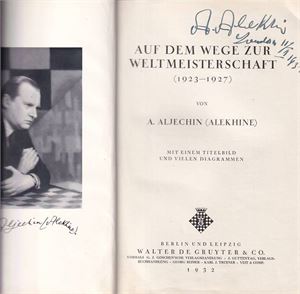 Aljechin (Alekhine)
A. Alekhin
London
AUF DEM WEGE ZUR
WELTMEISTERSCHAFT
(1923–1927)
VON
A. ALJECHIN (ALEKHINE)
MIT EINEM TITELBILD
UND VIELEN DIAGRAMMEN
BERLIN UND LEIPZIG
WALTER DE GRUYTER & CO.
VORMALS G. J. GÖSCHEN'SCHE VERLAGSHANDLUNG – J. GUTTENTAG, VERLAGS-
BUCHHANDLUNG – GEORG REIMER – KARL J. TRÜBNER – VEIT & COMP.
1932